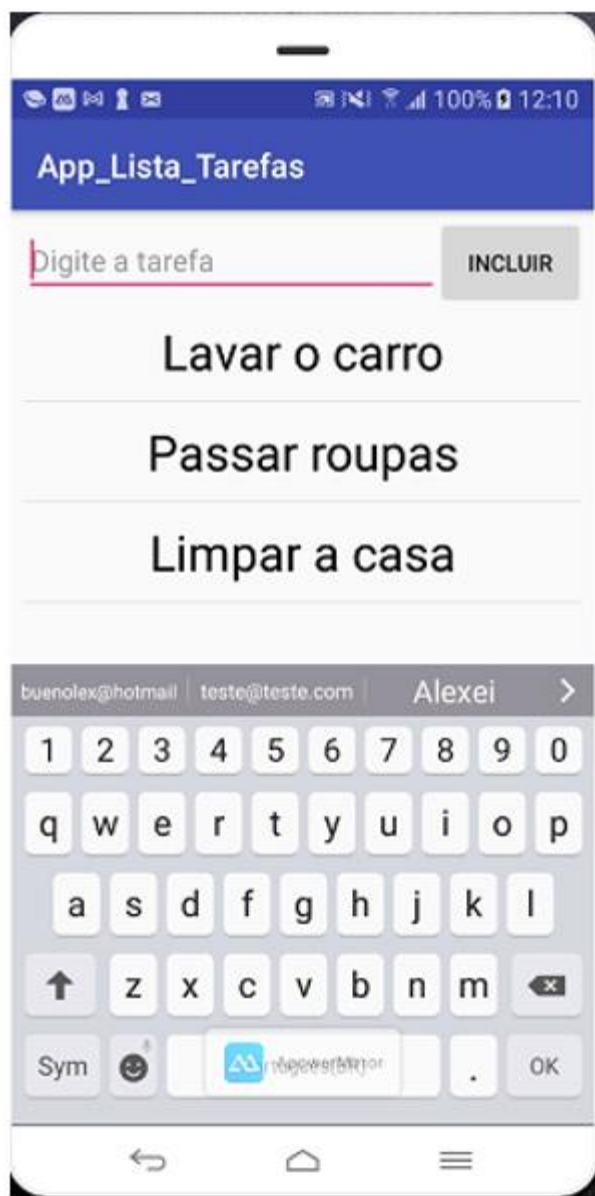 100% 12:10
App_Lista_Tarefas
Digite a tarefa INCLUIR
Lavar o carro
Passar roupas
Limpar a casa
buenolex@hotmail teste@teste.com Alexei
1 2 3 4 5 6 7 8 9 0
q w e r t y u i o p
a s d f g h j k l
z x c v b n m
Sym . OK